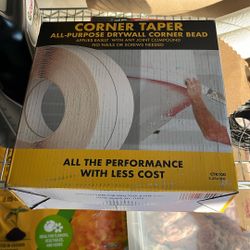 CORNER TAPER
ALL-PURPOSE DRYWALL CORNER BEAD
APPLIES EASILY WITH ANY JOINT COMPOUND
NO NAILS OR SCREWS NEEDED
ALL THE PERFORMANCE
WITH LESS COST